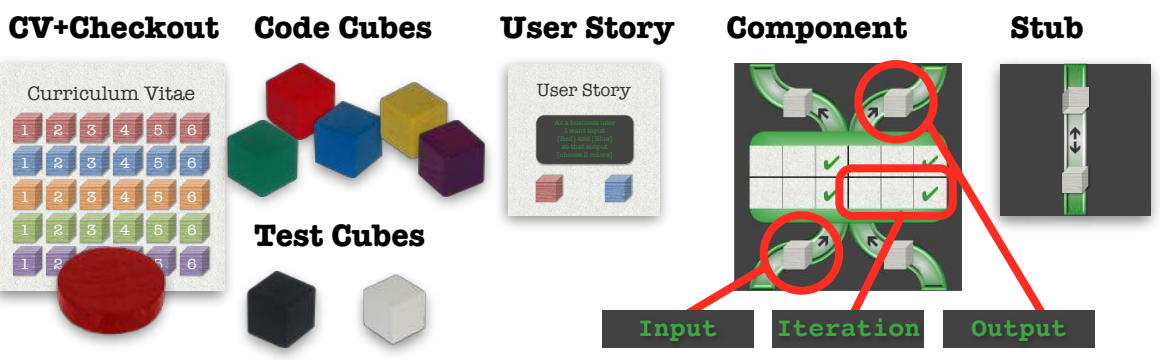 CV+Checkout
Code Cubes
User Story
Component
Stub
Curriculum Vitae
1 2 3 4 5 6
1 2 3 4 5 6
1 2 3 4 5 6
1 2 3 4 5 6
1 2 5 6
User Story
As a business user
I want input
[Red] and [Blue]
so that output
[choose 2 colors]
Test Cubes
Input
Iteration
Output